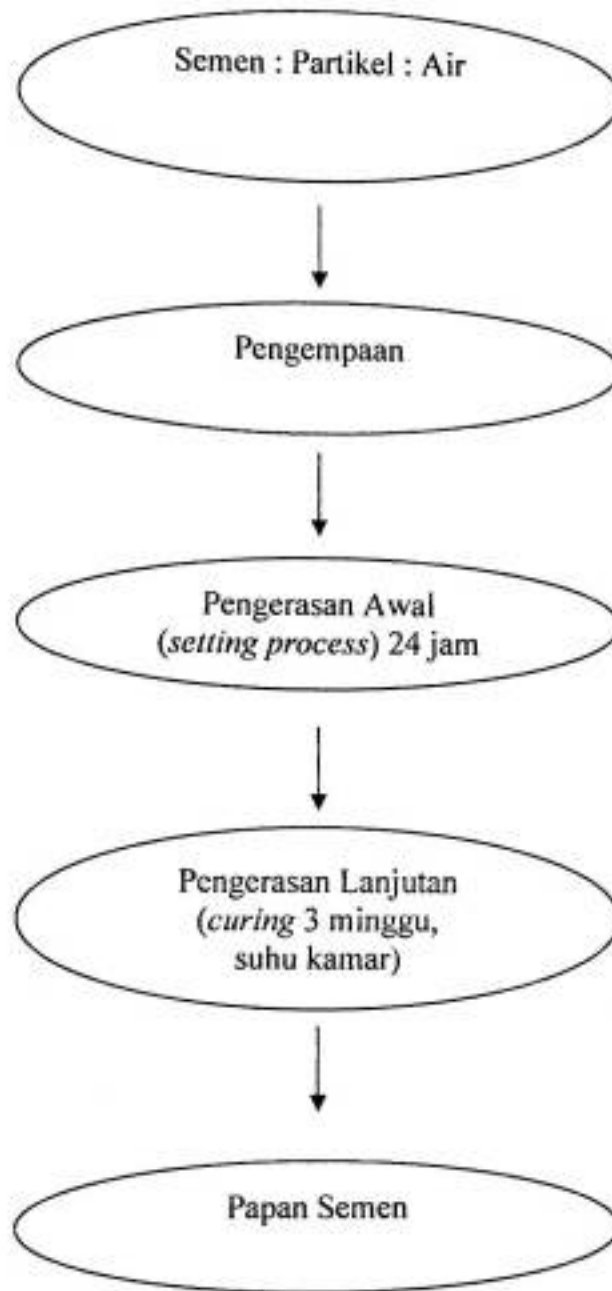 Semen : Partikel : Air
Pengempaan
Pengerasan Awal
(setting process) 24 jam
Pengerasan Lanjutan
(curing 3 minggu,
suhu kamar)
Papan Semen